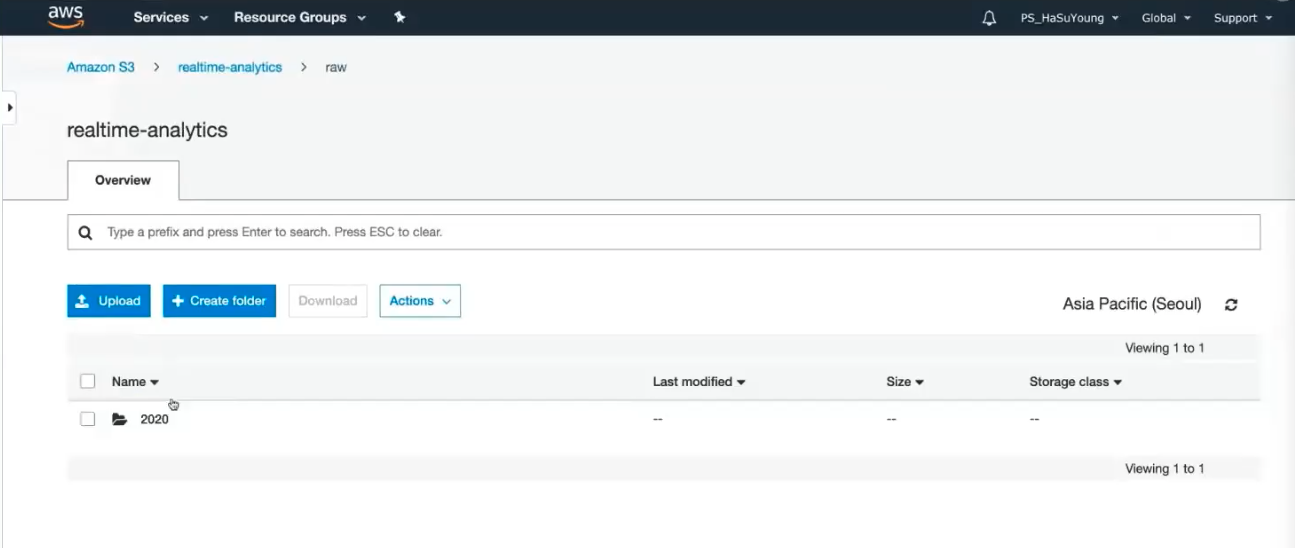 aws Services Resource Groups PS_HaSuYoung Global Support
Amazon S3 > realtime-analytics > raw
realtime-analytics
Overview
Type a prefix and press Enter to search. Press ESC to clear.
Upload + Create folder Download Actions Asia Pacific (Seoul)
Viewing 1 to 1
Name Last modified Size Storage class
2020 -- -- --
Viewing 1 to 1